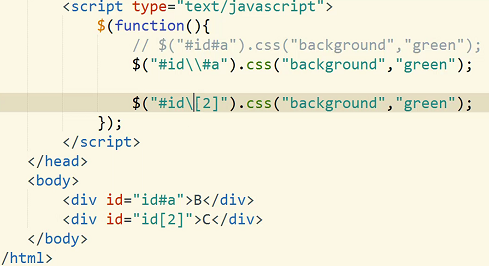 <script type="text/javascript">
$(function(){
// $("#id#a").css("background","green");
$("#id\\#a").css("background","green");
$("#id\[2]").css("background","green");
});
</script>
</head>
<body>
<div id="id#a">B</div>
<div id="id[2]">C</div>
</body>
/html>